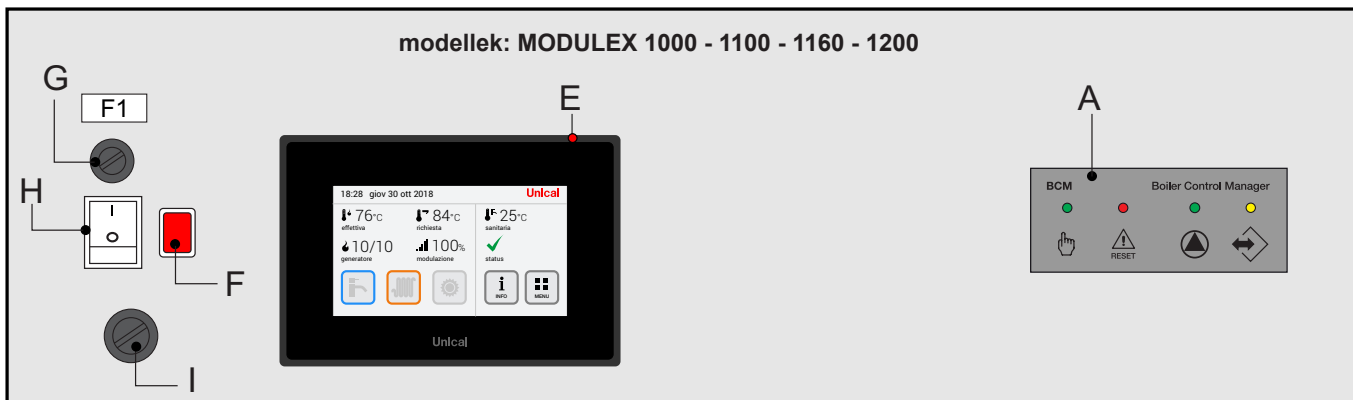 modellek: MODULEX 1000 - 1100 - 1160 - 1200
G
F1
E
A
H
F
I
18:28 giov 30 ott 2018 Unical
76°C 84°C 25°C
effettiva richiesta sanitaria
10/10 100%
generatore modulazione status
i
INFO MENU
Unical
BCM Boiler Control Manager
RESET